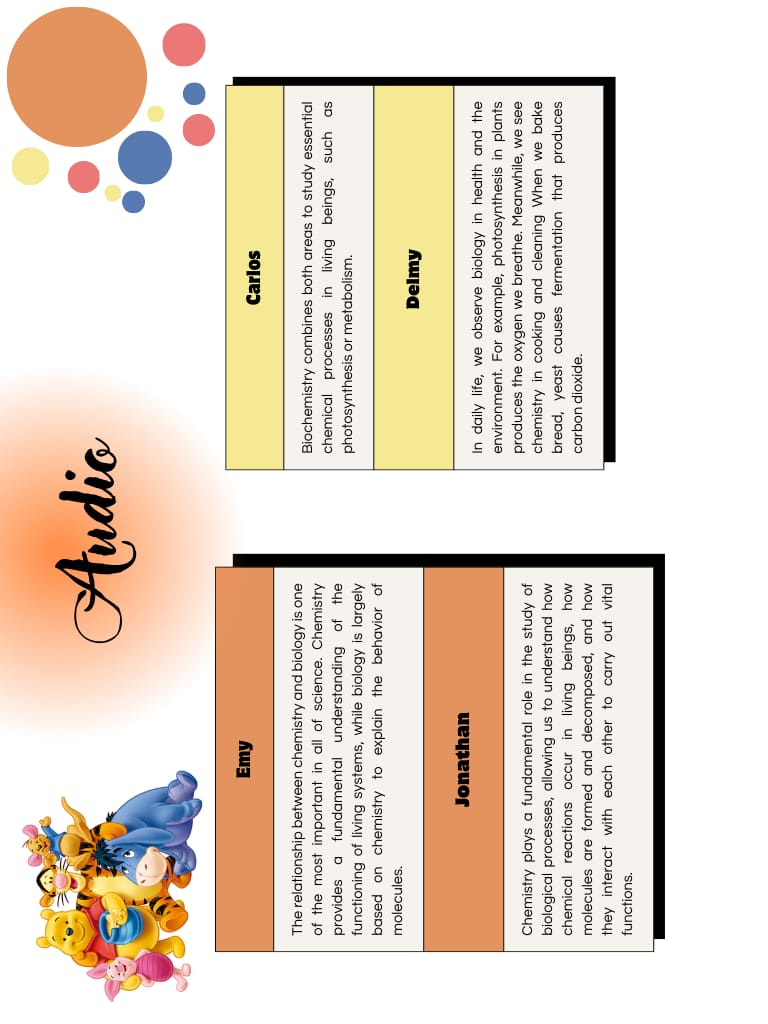 Audio
Emy
The relationship between chemistry and biology is one
of the most important in all of science. Chemistry
provides a fundamental understanding of the
functioning of living systems, while biology is largely
based on chemistry to explain the behavior of
molecules.
Jonathan
Chemistry plays a fundamental role in the study of
biological processes, allowing us to understand how
chemical reactions occur in living beings, how
molecules are formed and decomposed, and how
they interact with each other to carry out vital
functions.
Carlos
Biochemistry combines both areas to study essential
chemical processes in living beings, such as
photosynthesis or metabolism.
Delmy
In daily life, we observe biology in health and the
environment. For example, photosynthesis in plants
produces the oxygen we breathe. Meanwhile, we see
chemistry in cooking and cleaning When we bake
bread, yeast causes fermentation that produces
carbon dioxide.